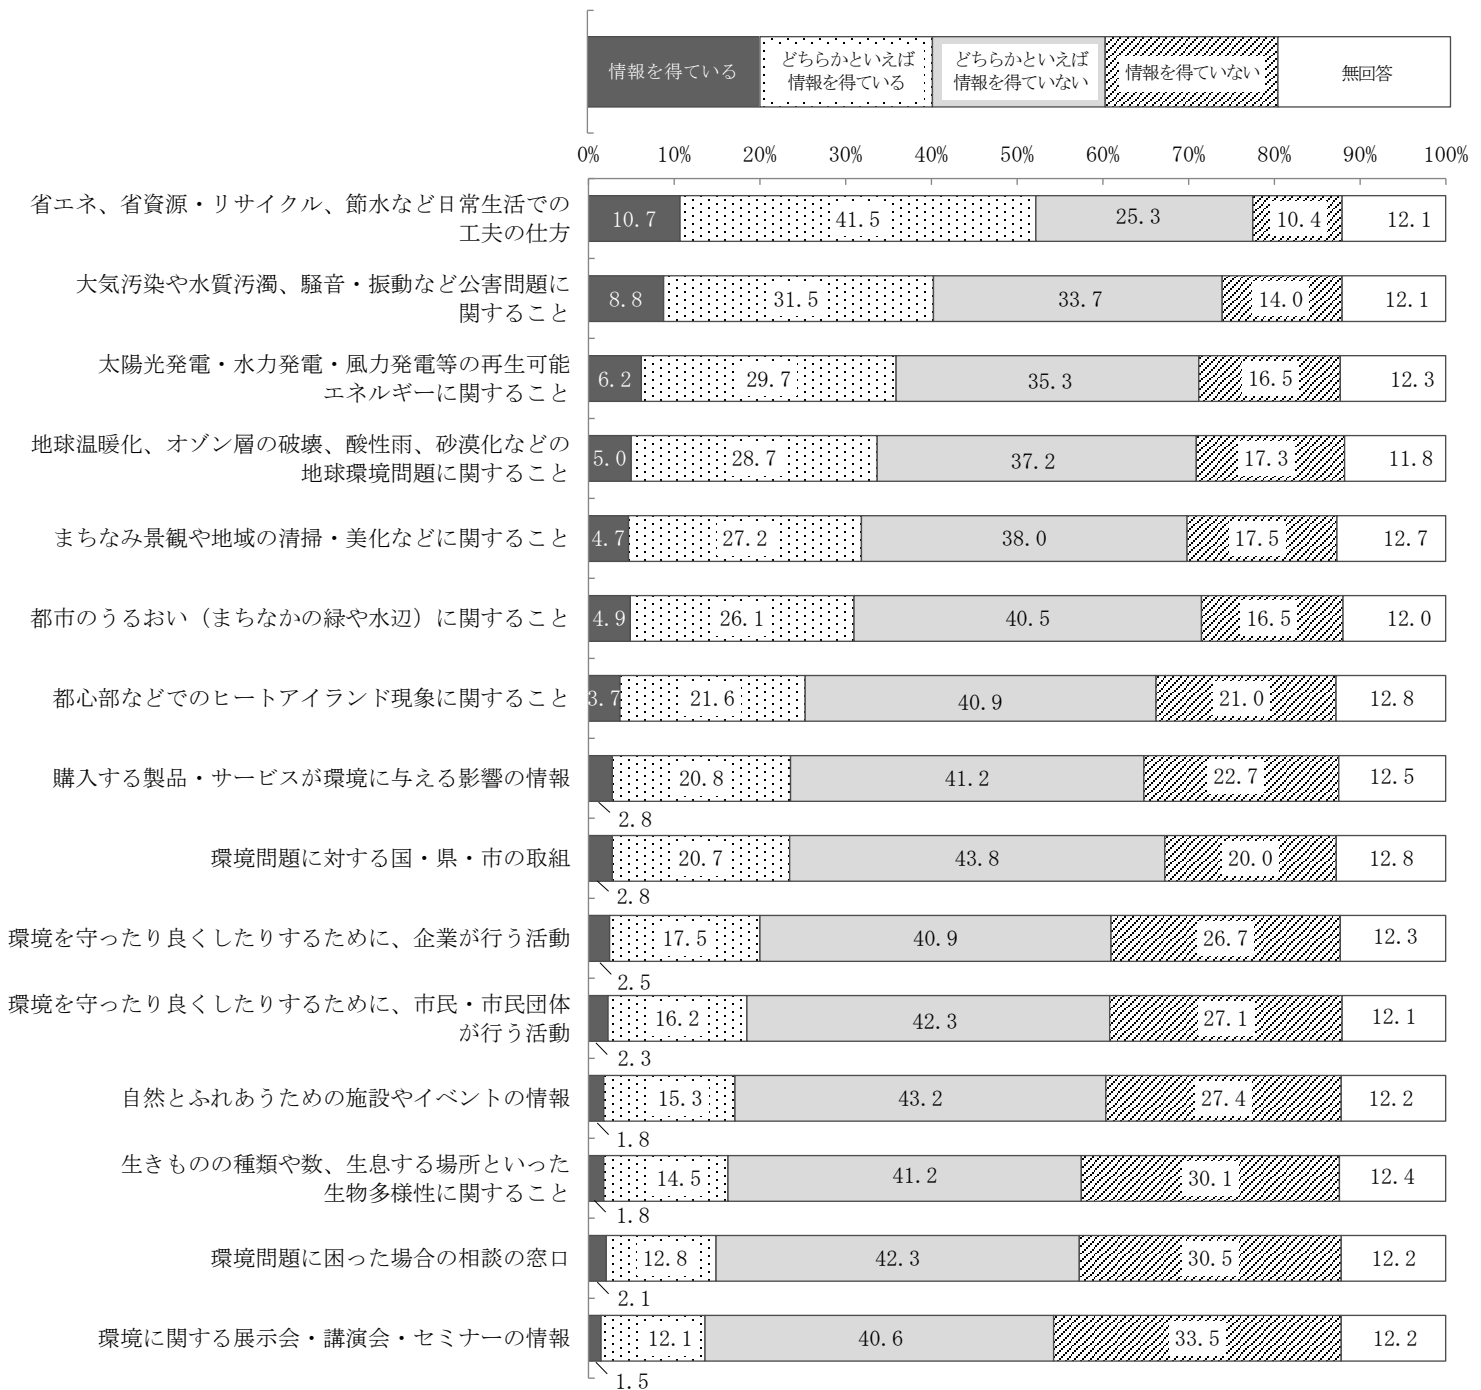 情報を得ている
どちらかといえば
情報を得ている
どちらかといえば
情報を得ていない
情報を得ていない
無回答
0% 10% 20% 30% 40% 50% 60% 70% 80% 90% 100%
省エネ、省資源・リサイクル、節水など日常生活での
工夫の仕方
10.7 41.5 25.3 10.4 12.1
大気汚染や水質汚濁、騒音・振動など公害問題に
関すること
8.8 31.5 33.7 14.0 12.1
太陽光発電・水力発電・風力発電等の再生可能
エネルギーに関すること
6.2 29.7 35.3 16.5 12.3
地球温暖化、オゾン層の破壊、酸性雨、砂漠化などの
地球環境問題に関すること
5.0 28.7 37.2 17.3 11.8
まちなみ景観や地域の清掃・美化などに関すること
4.7 27.2 38.0 17.5 12.7
都市のうるおい（まちなかの緑や水辺）に関すること
4.9 26.1 40.5 16.5 12.0
都心部などでのヒートアイランド現象に関すること
3.7 21.6 40.9 21.0 12.8
購入する製品・サービスが環境に与える影響の情報
20.8 41.2 22.7 12.5
2.8
環境問題に対する国・県・市の取組
20.7 43.8 20.0 12.8
2.8
環境を守ったり良くしたりするために、企業が行う活動
17.5 40.9 26.7 12.3
2.5
環境を守ったり良くしたりするために、市民・市民団体
が行う活動
16.2 42.3 27.1 12.1
2.3
自然とふれあうための施設やイベントの情報
15.3 43.2 27.4 12.2
1.8
生きものの種類や数、生息する場所といった
生物多様性に関すること
14.5 41.2 30.1 12.4
1.8
環境問題に困った場合の相談の窓口
12.8 42.3 30.5 12.2
2.1
環境に関する展示会・講演会・セミナーの情報
12.1 40.6 33.5 12.2
1.5